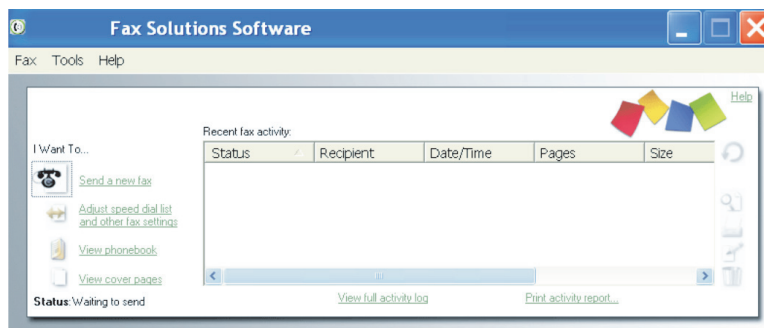 Fax Solutions Software
Fax Tools Help
Help
Recent fax activity:
I Want To...
Status Recipient Date/Time Pages Size
Send a new fax
Adjust speed dial list
and other fax settings
View phonebook
View cover pages
Status: Waiting to send
View full activity log
Print activity report...